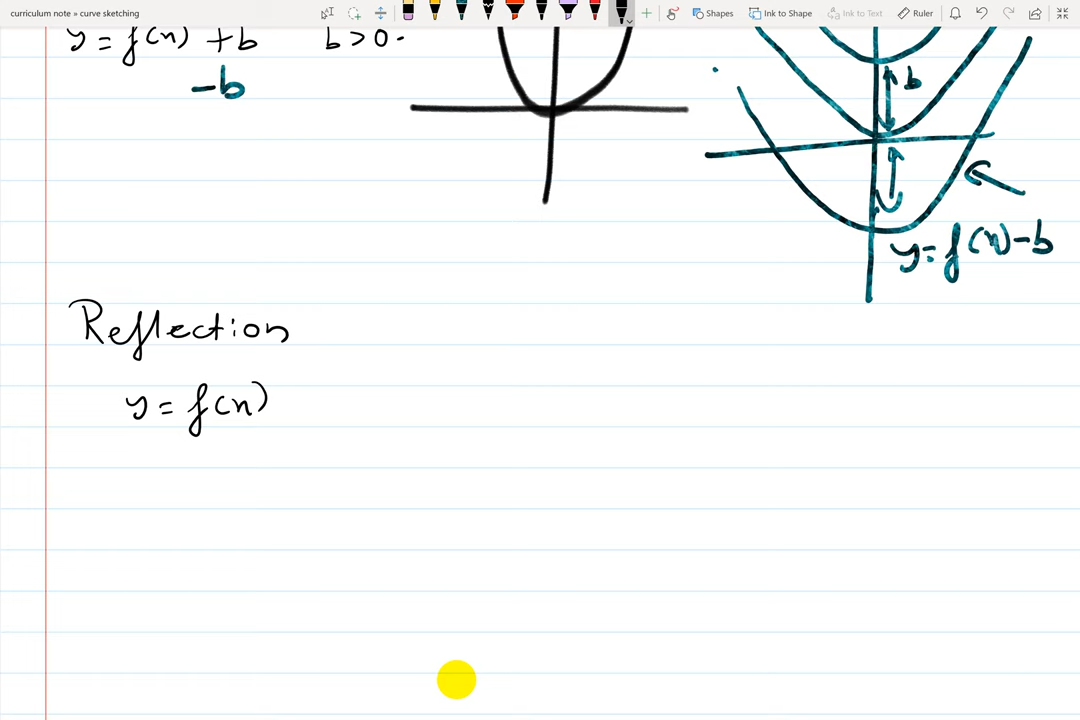 curriculum note » curve sketching
Shapes
Ink to Shape
Ink to Text
Ruler
y = f(x) + b b > 0.
- b
b
y = f(x) - b
Reflection
y = f(x)